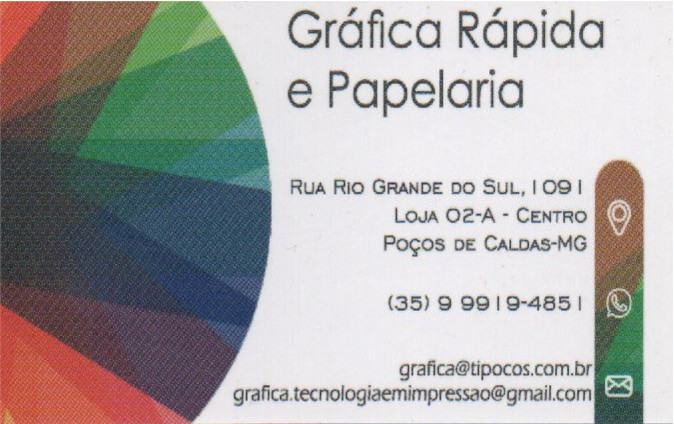 Gráfica Rápida
e Papelaria
RUA RIO GRANDE DO SUL, 1091
LOJA 02-A - CENTRO
POÇOS DE CALDAS-MG
(35) 9 9919-4851
grafica@tipocos.com.br
grafica.tecnologiaemimpressao@gmail.com